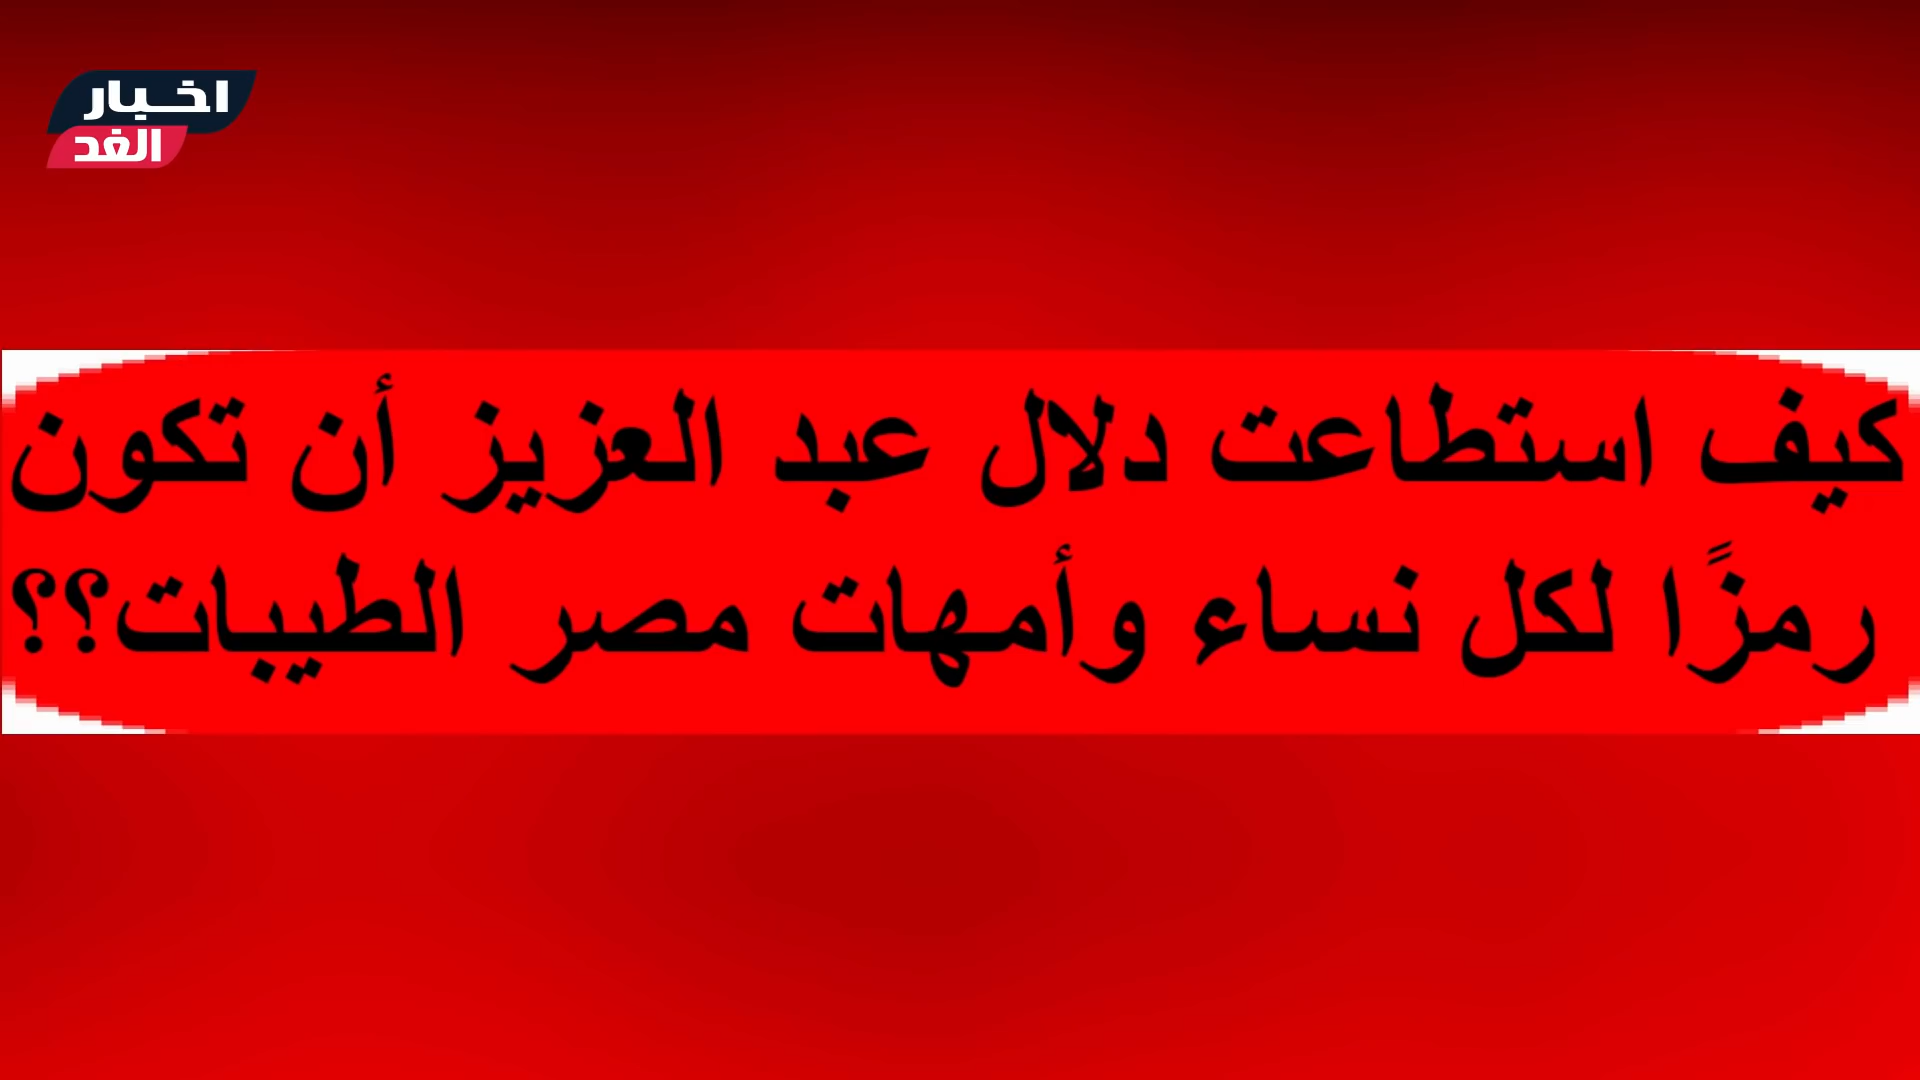 اخبار
الغد
كيف استطاعت دلال عبد العزيز أن تكون
رمزًا لكل نساء وأمهات مصر الطيبات؟؟